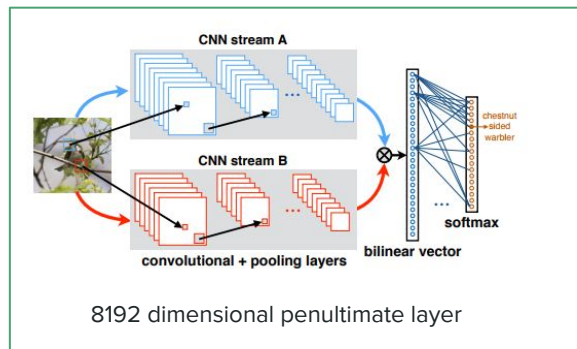 CNN stream A
CNN stream B
convolutional + pooling layers
bilinear vector
softmax
chestnut
sided
warbler
8192 dimensional penultimate layer